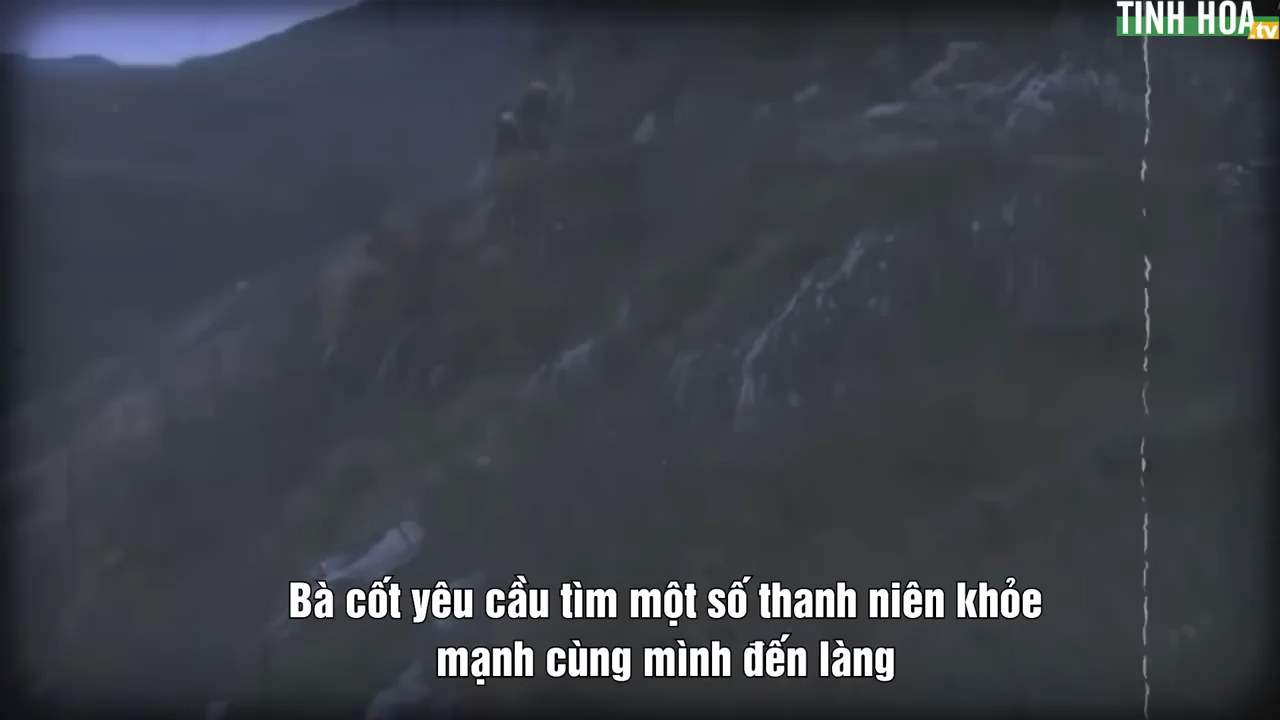 TINH HOA
.tv
Bà cốt yêu cầu tìm một số thanh niên khỏe
mạnh cùng mình đến làng